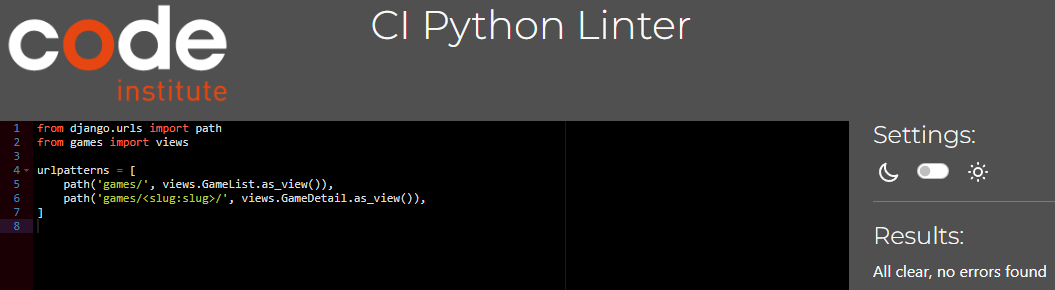 code
institute
CI Python Linter
1 from django.urls import path
2 from games import views
3
4 urlpatterns = [
5     path('games/', views.GameList.as_view()),
6     path('games/<slug:slug>/', views.GameDetail.as_view()),
7 ]
8
Settings:
Results:
All clear, no errors found